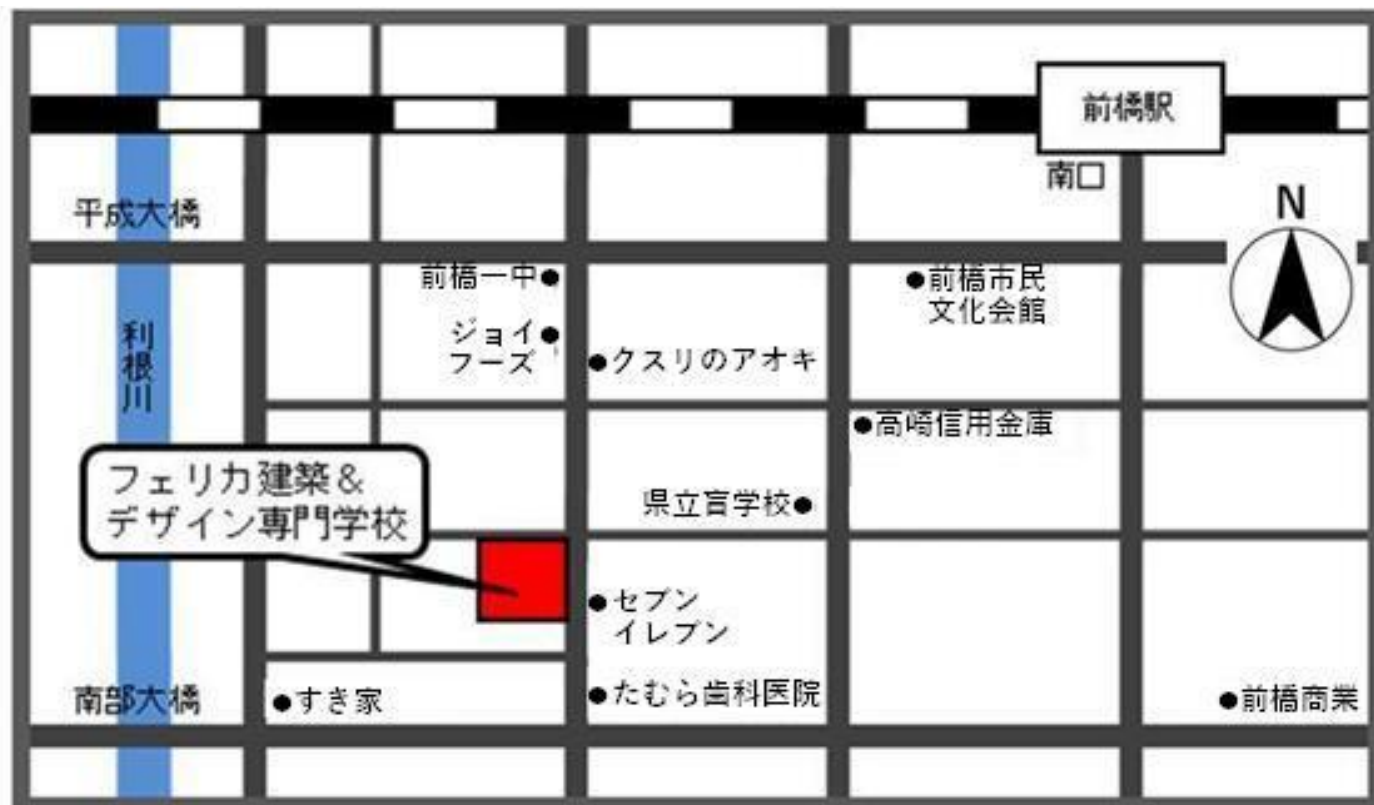 前橋駅
南口
N
平成大橋
前橋一中
前橋市民
文化会館
利根川
ジョイ
フーズ
クスリのアオキ
高崎信用金庫
フェリカ建築&
デザイン専門学校
県立盲学校
セブン
イレブン
南部大橋
すき家
たむら歯科医院
前橋商業